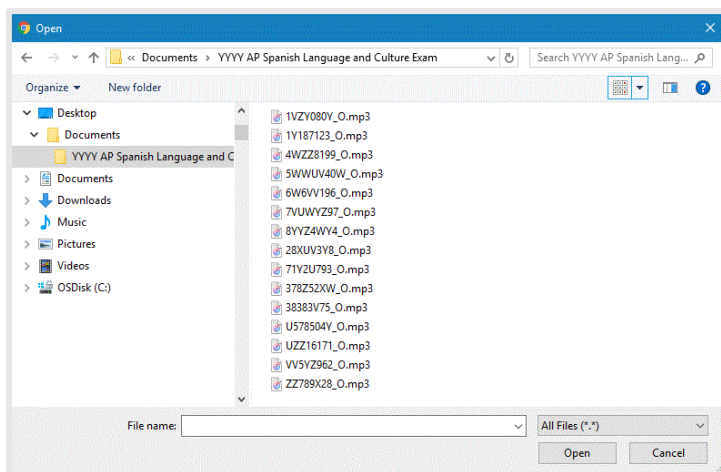 Open
« Documents > YYYY AP Spanish Language and Culture Exam
Search YYYY AP Spanish Lang...
Organize
New folder
Desktop
Documents
YYYY AP Spanish Language and C
Documents
Downloads
Music
Pictures
Videos
OSDisk (C:)
1VZY080Y_O.mp3
1Y187123_O.mp3
4WZZ8199_O.mp3
5WWUV40W_O.mp3
6W6VV196_O.mp3
7VUWYZ97_O.mp3
8YYZ4WY4_O.mp3
28XUV3Y8_O.mp3
71Y2U793_O.mp3
378Z52XW_O.mp3
38383V75_O.mp3
U578504Y_O.mp3
UZZ16171_O.mp3
VV5YZ962_O.mp3
ZZ789X28_O.mp3
File name:
All Files (*.*)
Open
Cancel